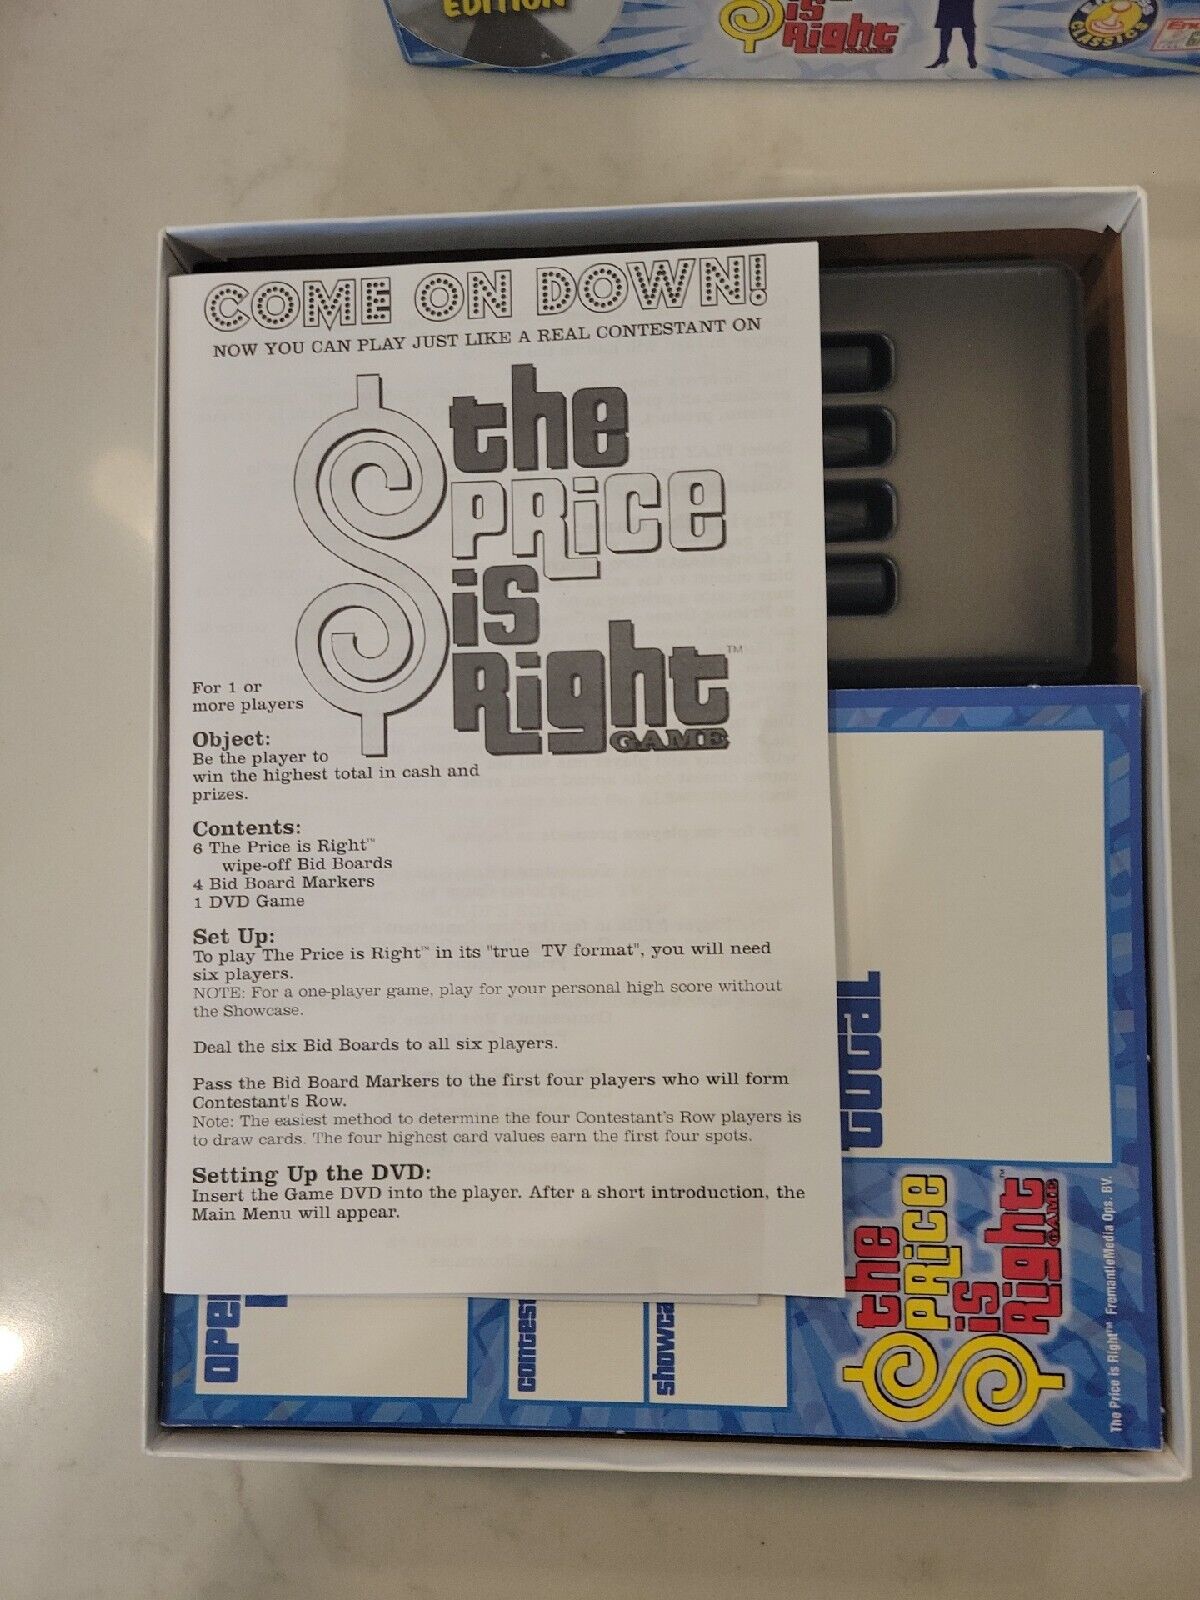 EDITION
is
Right
CLASSICS
COME ON DOWN!
NOW YOU CAN PLAY JUST LIKE A REAL CONTESTANT ON
the
PRICE
is
Right™
GAME
For 1 or
more players
Object:
Be the player to
win the highest total in cash and
prizes.
Contents:
6 The Price is Right™
wipe-off Bid Boards
4 Bid Board Markers
1 DVD Game
Set Up:
To play The Price is Right™ in its "true TV format", you will need
six players.
NOTE: For a one-player game, play for your personal high score without
the Showcase.
Deal the six Bid Boards to all six players.
Pass the Bid Board Markers to the first four players who will form
Contestant's Row.
Note: The easiest method to determine the four Contestant's Row players is
to draw cards. The four highest card values earn the first four spots.
Setting Up the DVD:
Insert the Game DVD into the player. After a short introduction, the
Main Menu will appear.
total
the
PRICE
is
Right™
GAME
The Price is Right™ FremantleMedia Ops. BV.